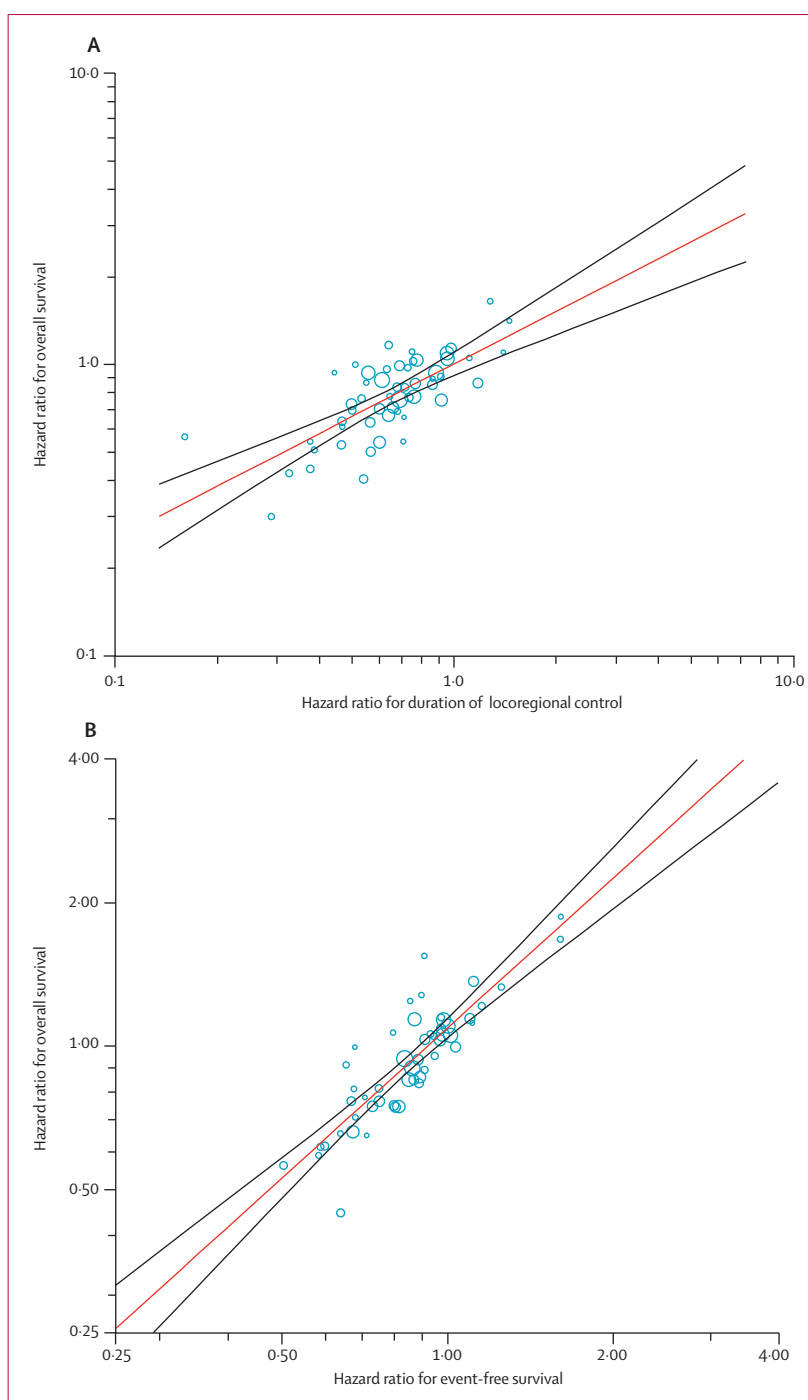 A
10·0
Hazard ratio for overall survival
1·0
0·1
0·1
1·0
10·0
Hazard ratio for duration of locoregional control
B
4·00
Hazard ratio for overall survival
2·00
1·00
0·50
0·25
0·25
0·50
1·00
2·00
4·00
Hazard ratio for event-free survival